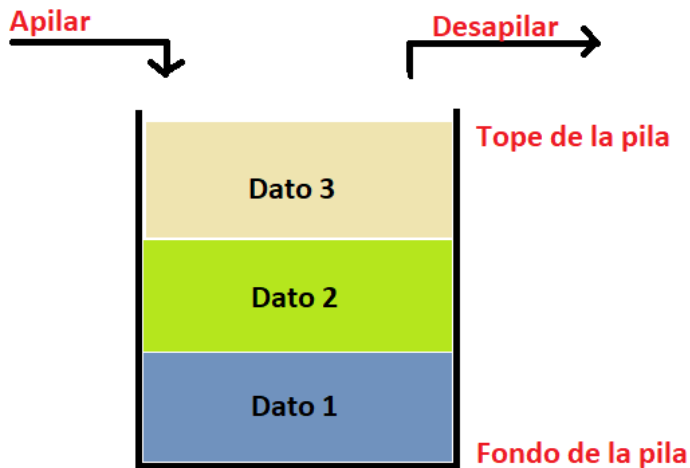 Apilar
Desapilar
Tope de la pila
Dato 3
Dato 2
Dato 1
Fondo de la pila